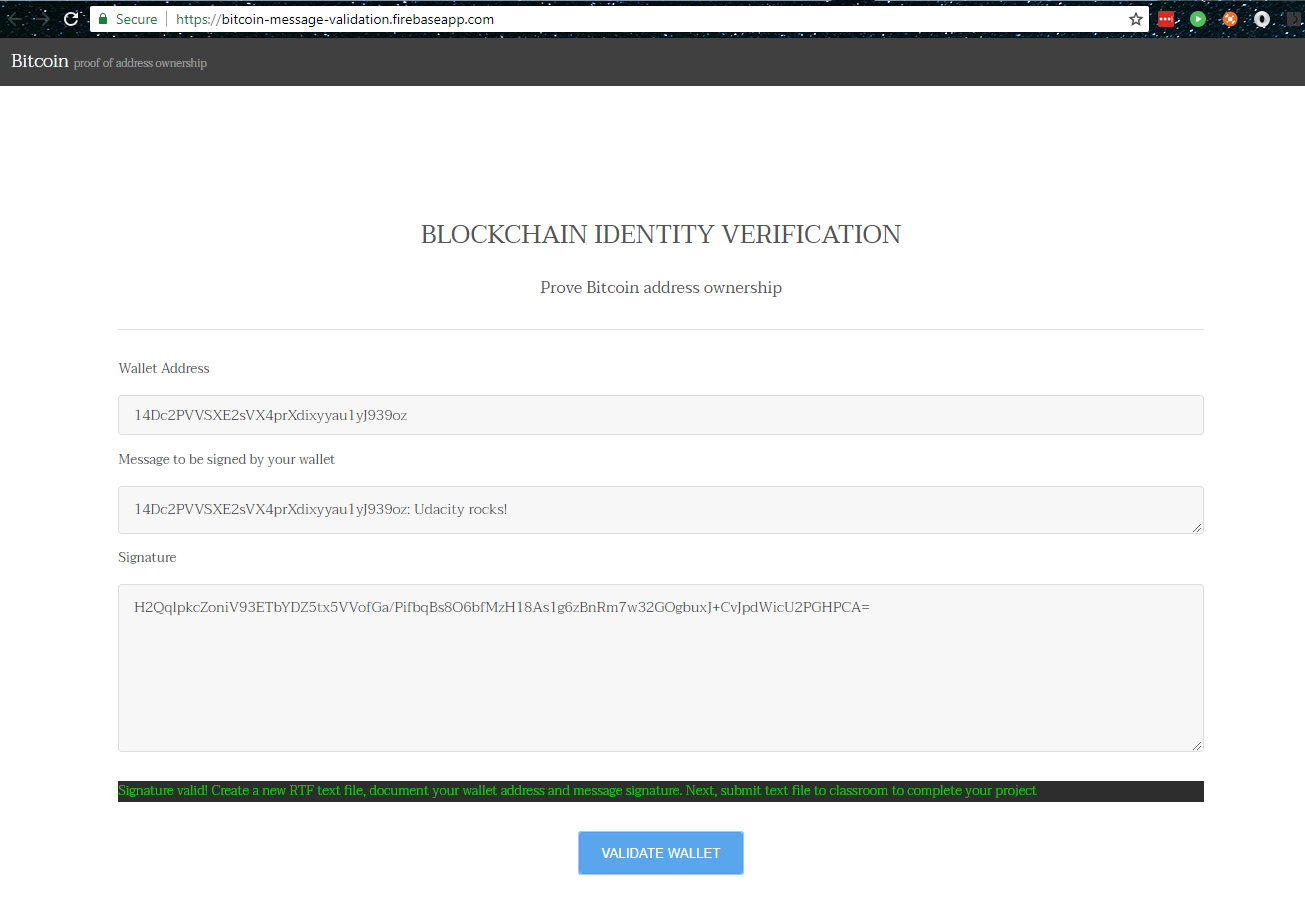 Secure https://bitcoin-message-validation.firebaseapp.com
Bitcoin proof of address ownership
BLOCKCHAIN IDENTITY VERIFICATION
Prove Bitcoin address ownership
Wallet Address
14Dc2PVVSXE2sVX4prXdixyyau1yJ939oz
Message to be signed by your wallet
14Dc2PVVSXE2sVX4prXdixyyau1yJ939oz: Udacity rocks!
Signature
H2QqIpkcZoniV93ETbYDZ5tx5VVofGa/PifbqBs8O6bfMzH18As1g6zBnRm7w32GOgbuxJ+CvJpdWicU2PGHPCA=
Signature valid! Create a new RTF text file, document your wallet address and message signature. Next, submit text file to classroom to complete your project
VALIDATE WALLET